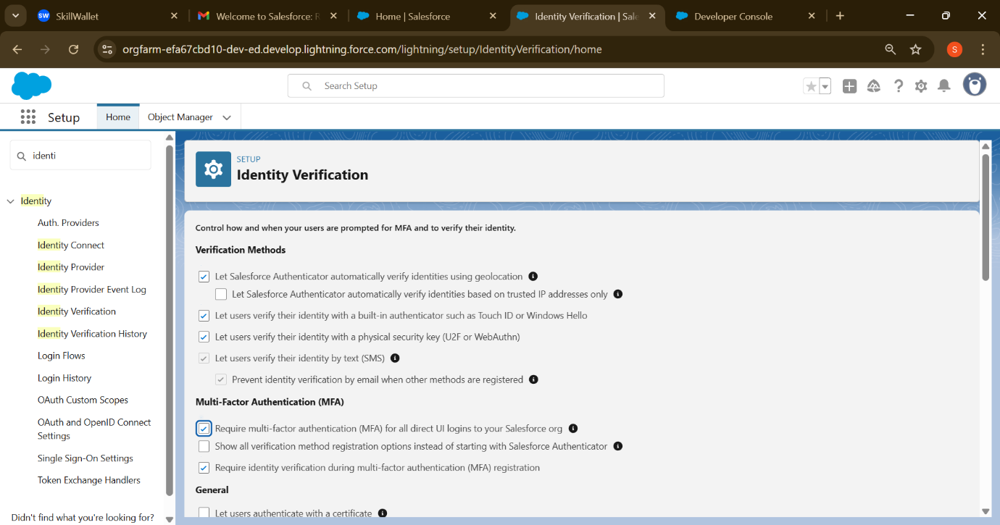 SW SkillWallet
Welcome to Salesforce: R
Home | Salesforce
Identity Verification | Sale
Developer Console
orgfarm-efa67cbd10-dev-ed.develop.lightning.force.com/lightning/setup/IdentityVerification/home
S
Search Setup
Setup
Home
Object Manager
identi
Identity
Auth. Providers
Identity Connect
Identity Provider
Identity Provider Event Log
Identity Verification
Identity Verification History
Login Flows
Login History
OAuth Custom Scopes
OAuth and OpenID Connect
Settings
Single Sign-On Settings
Token Exchange Handlers
Didn't find what you're looking for?
SETUP
Identity Verification
Control how and when your users are prompted for MFA and to verify their identity.
Verification Methods
Let Salesforce Authenticator automatically verify identities using geolocation
Let Salesforce Authenticator automatically verify identities based on trusted IP addresses only
Let users verify their identity with a built-in authenticator such as Touch ID or Windows Hello
Let users verify their identity with a physical security key (U2F or WebAuthn)
Let users verify their identity by text (SMS)
Prevent identity verification by email when other methods are registered
Multi-Factor Authentication (MFA)
Require multi-factor authentication (MFA) for all direct UI logins to your Salesforce org
Show all verification method registration options instead of starting with Salesforce Authenticator
Require identity verification during multi-factor authentication (MFA) registration
General
Let users authenticate with a certificate